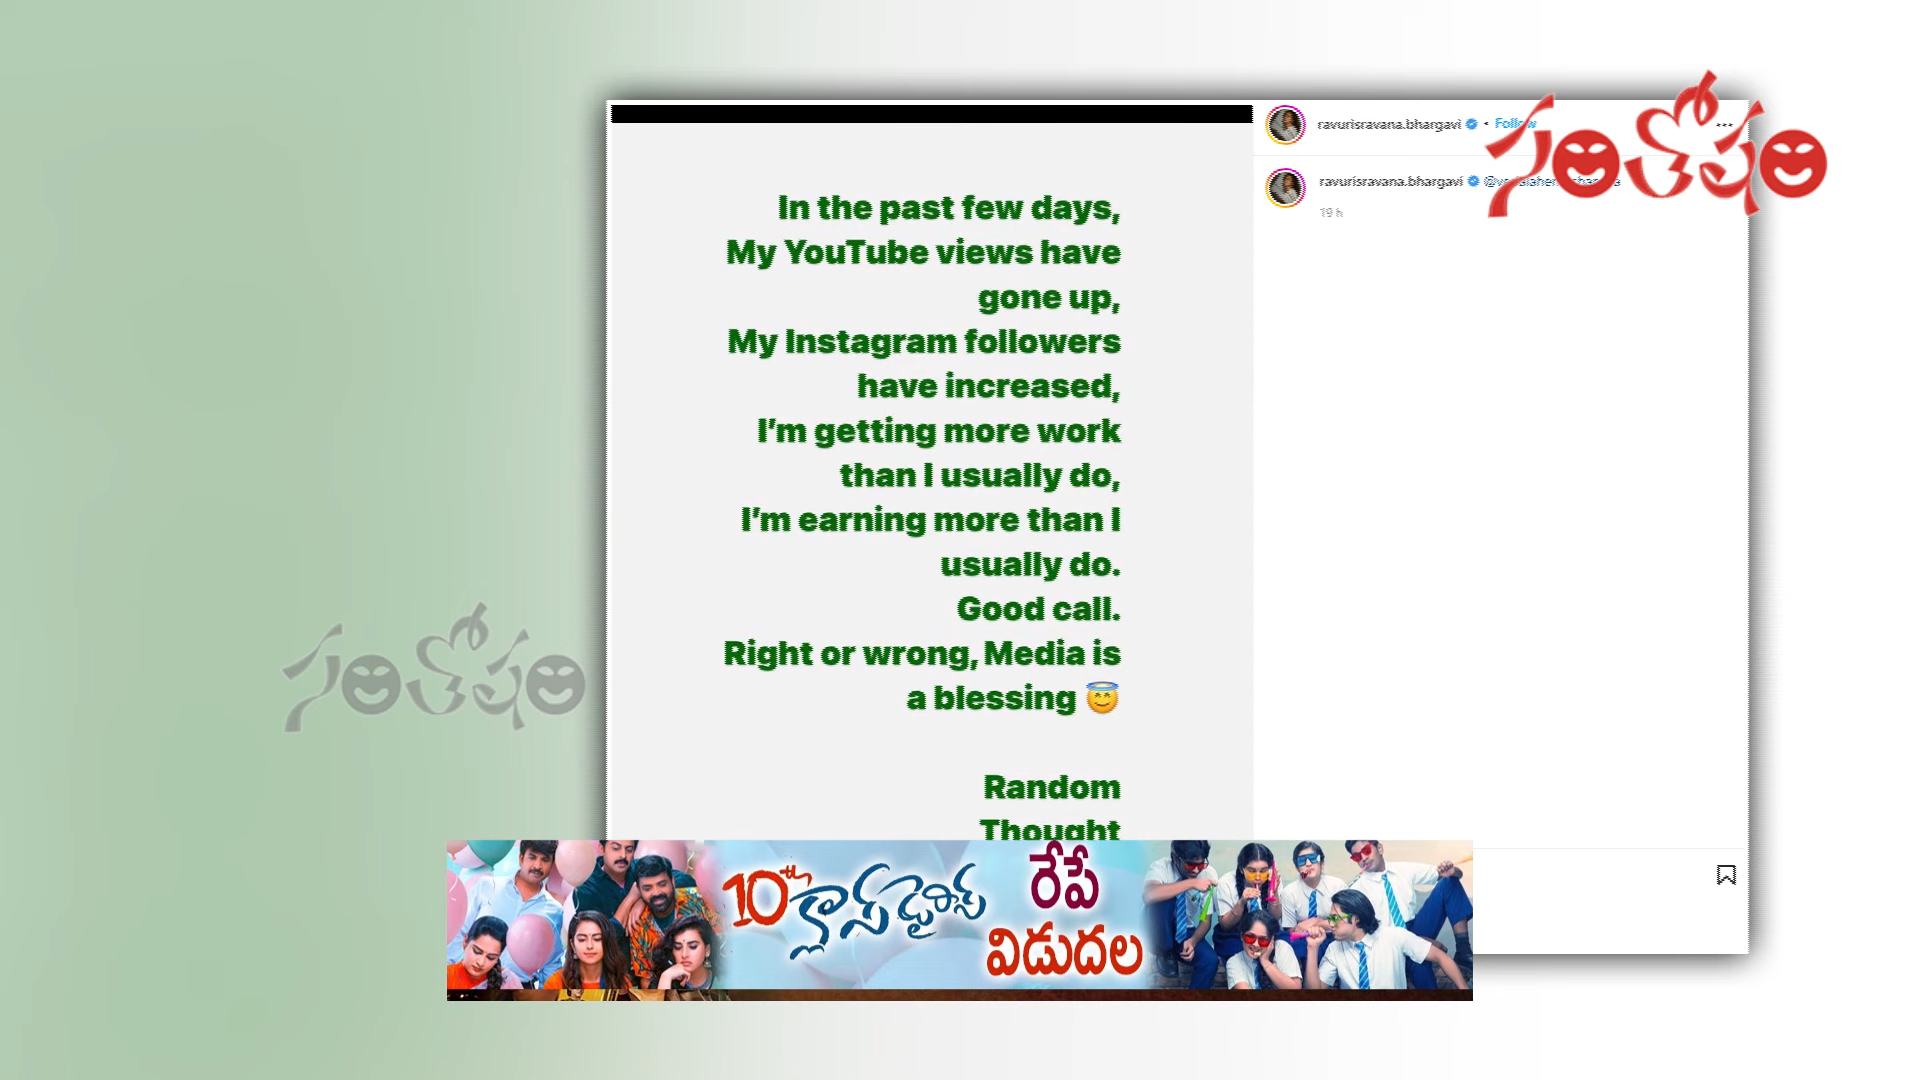 In the past few days,
My YouTube views have
gone up,
My Instagram followers
have increased,
I'm getting more work
than I usually do,
I'm earning more than I
usually do.
Good call.
Right or wrong, Media is
a blessing 😇
Random
Thought
ravurisravana.bhargavi • Follow
ravurisravana.bhargavi
19 h
సంతోషం
సంతోషం
10th క్లాస్ డైరీస్
రేపే
విడుదల